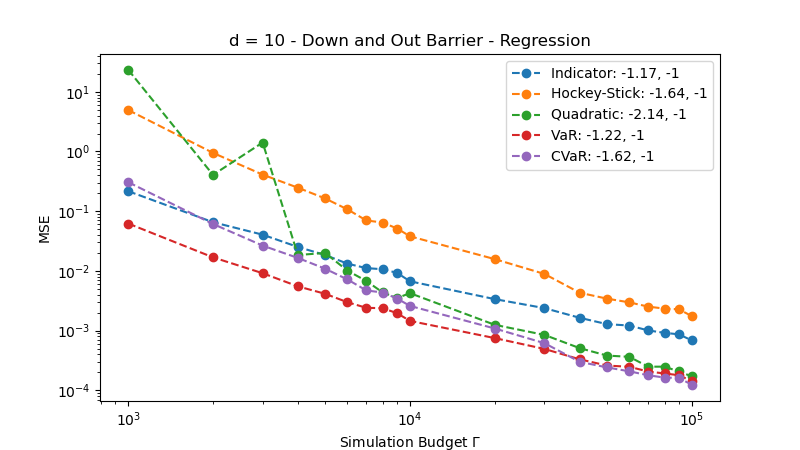 d = 10 - Down and Out Barrier - Regression
Indicator: -1.17, -1
Hockey-Stick: -1.64, -1
Quadratic: -2.14, -1
VaR: -1.22, -1
CVaR: -1.62, -1
MSE
10¹
10⁰
10⁻¹
10⁻²
10⁻³
10⁻⁴
10³
10⁴
10⁵
Simulation Budget Γ